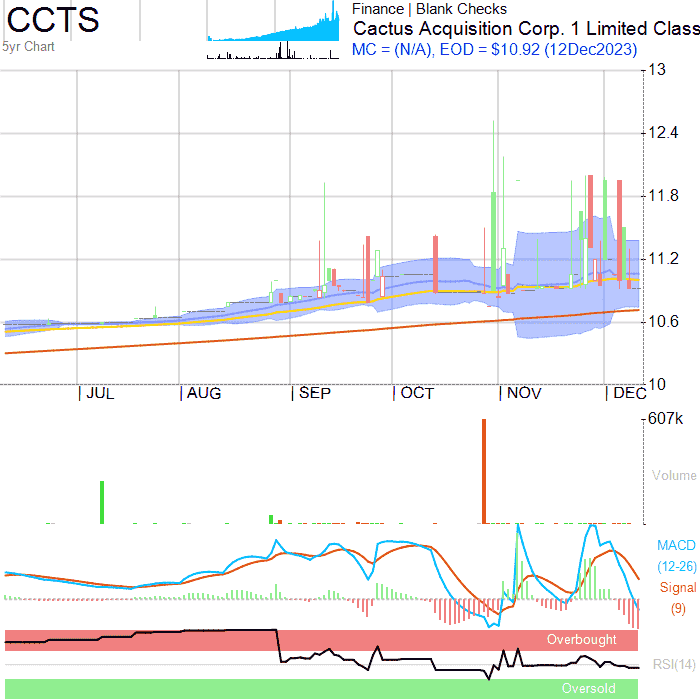 CCTS
5yr Chart
Finance | Blank Checks
Cactus Acquisition Corp. 1 Limited Class
MC = (N/A), EOD = $10.92 (12Dec2023)
13
12.4
11.8
11.2
10.6
10
JUL
AUG
SEP
OCT
NOV
DEC
607k
Volume
MACD
(12-26)
Signal
(9)
Overbought
RSI(14)
Oversold